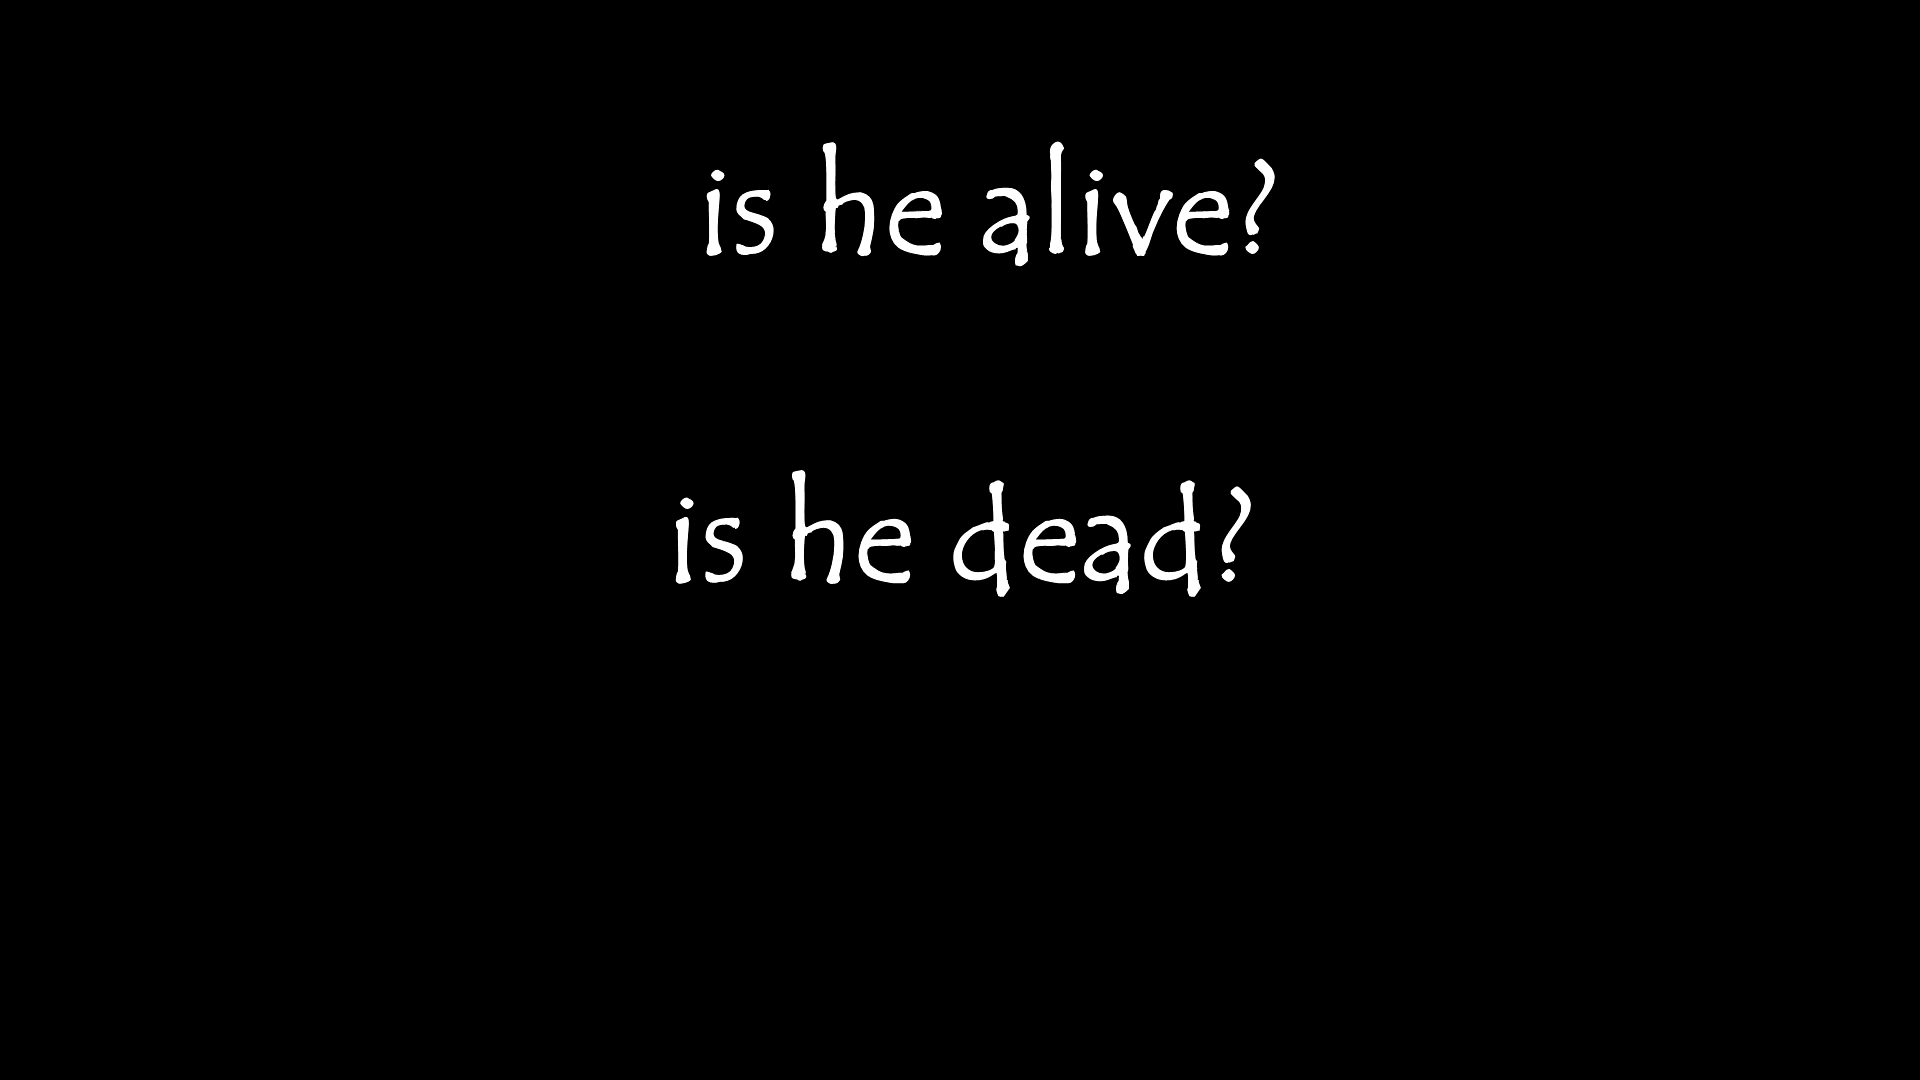 is he alive?
is he dead?